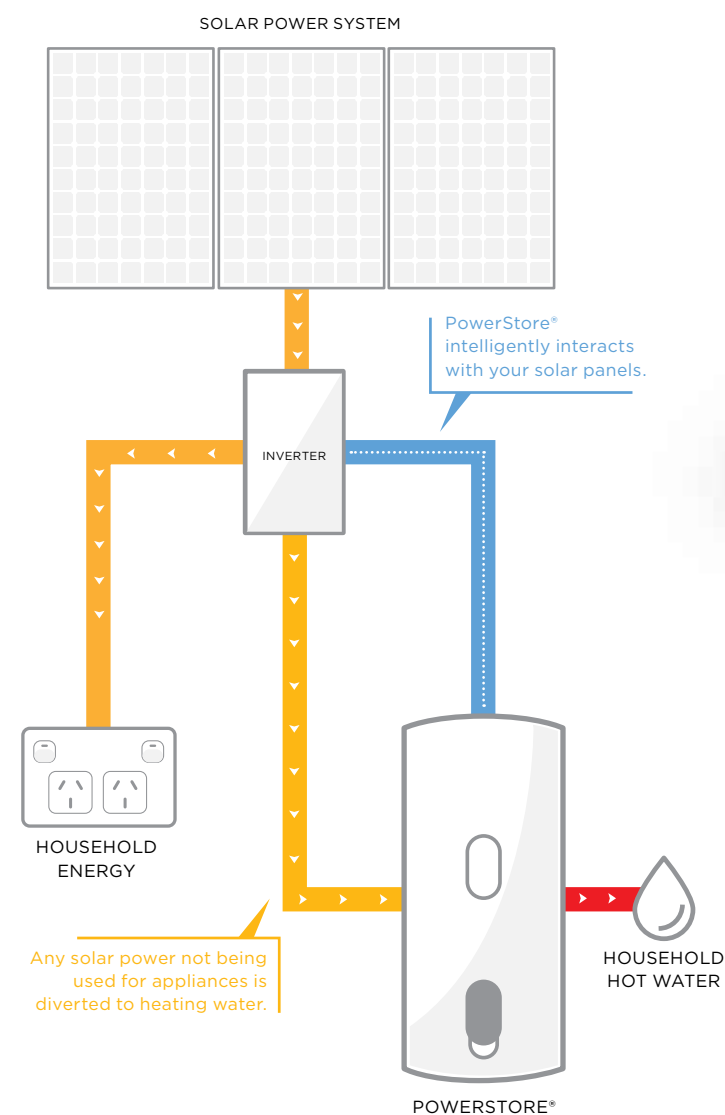 SOLAR POWER SYSTEM
PowerStore®
intelligently interacts
with your solar panels.
INVERTER
HOUSEHOLD
ENERGY
Any solar power not being
used for appliances is
diverted to heating water.
HOUSEHOLD
HOT WATER
POWERSTORE®